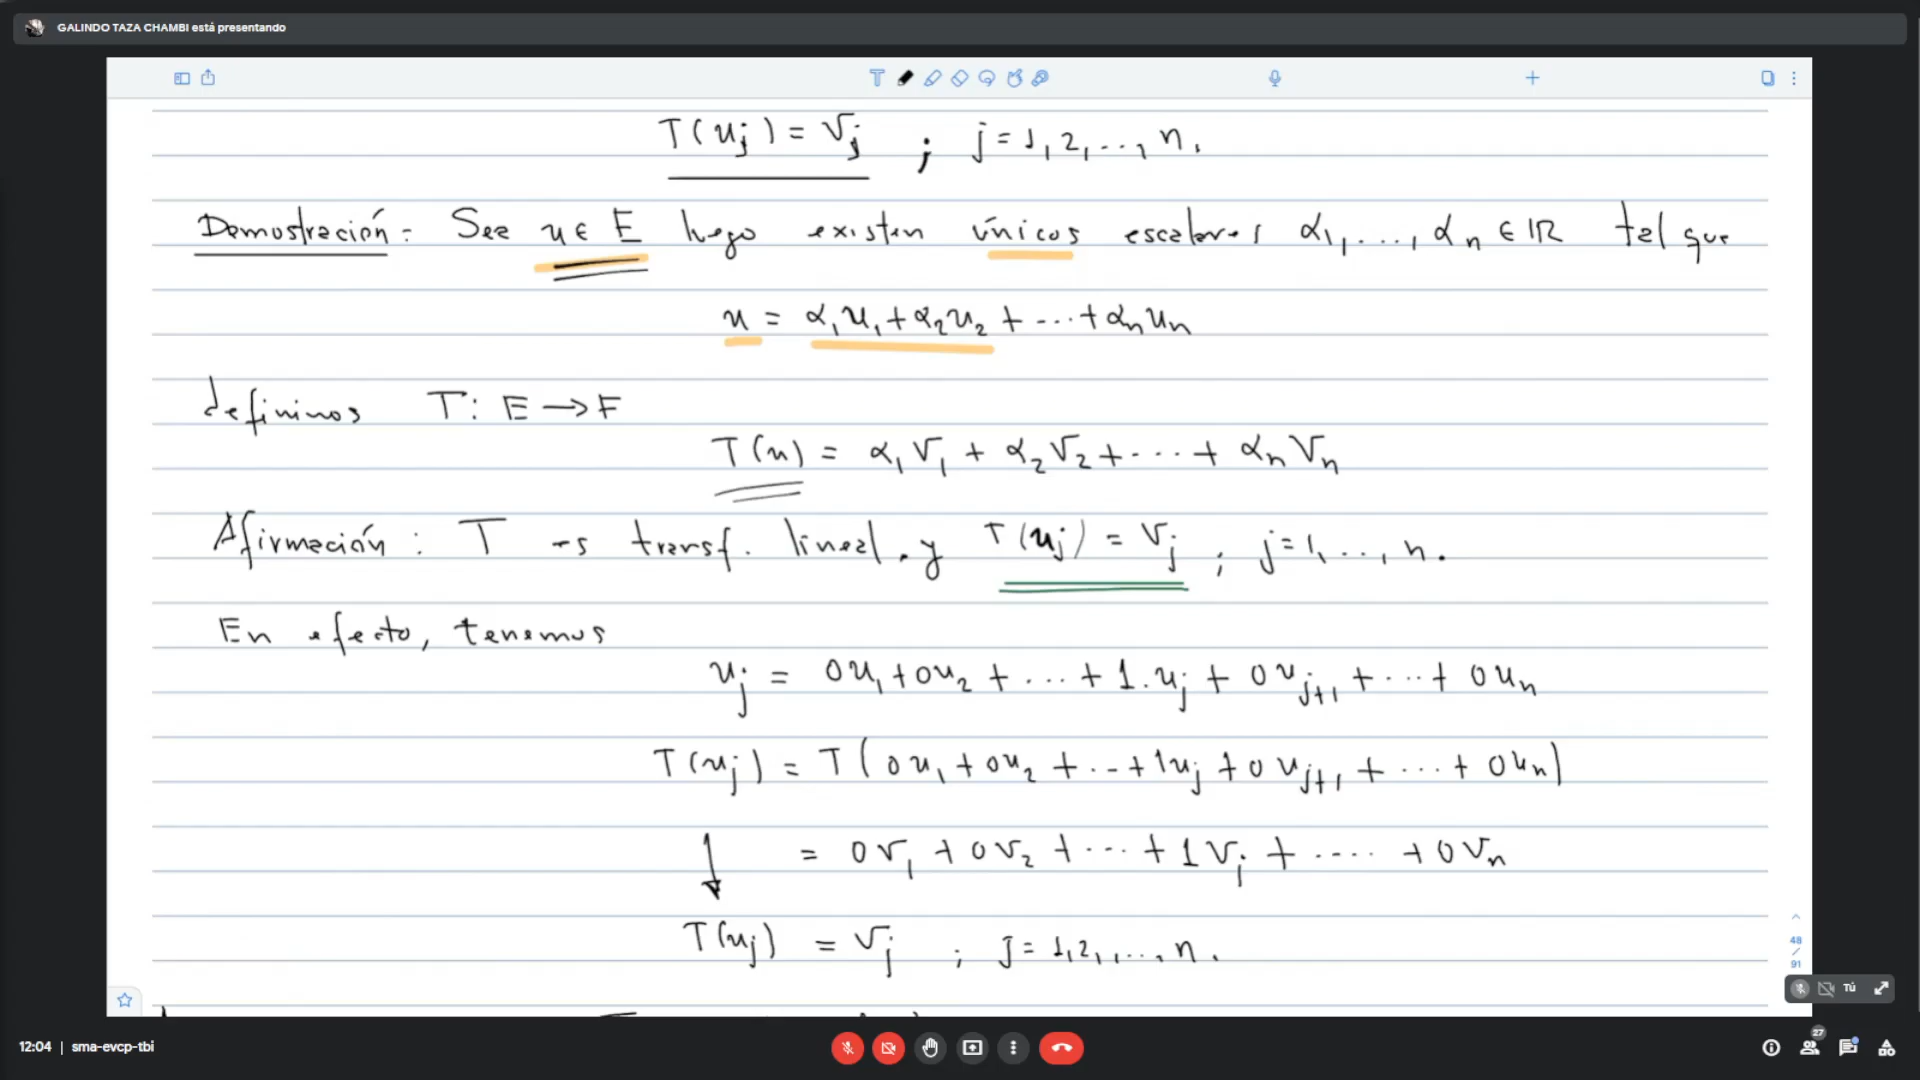 GALINDO TAZA CHAMBI está presentando
T(uj) = vj ; j = 1, 2, ..., n.
Demostración: Sea u ∈ E luego existen únicos escalares α1, ..., αn ∈ IR tal que
u = α1u1 + α2u2 + ... + αnun
definimos T: E → F
T(u) = α1v1 + α2v2 + ... + αnvn
Afirmación: T es transf. lineal. y T(uj) = vj ; j = 1, ..., n.
En efecto, tenemos
uj = 0u1 + 0u2 + ... + 1.uj + 0uj+1 + ... + 0un
T(uj) = T(0u1 + 0u2 + ... + 1uj + 0uj+1 + ... + 0un)
= 0v1 + 0v2 + ... + 1vj + .... + 0vn
T(uj) = vj ; j = 1, 2, ..., n.
48
/
91
Tú
12:04 | sma-evcp-tbi
27